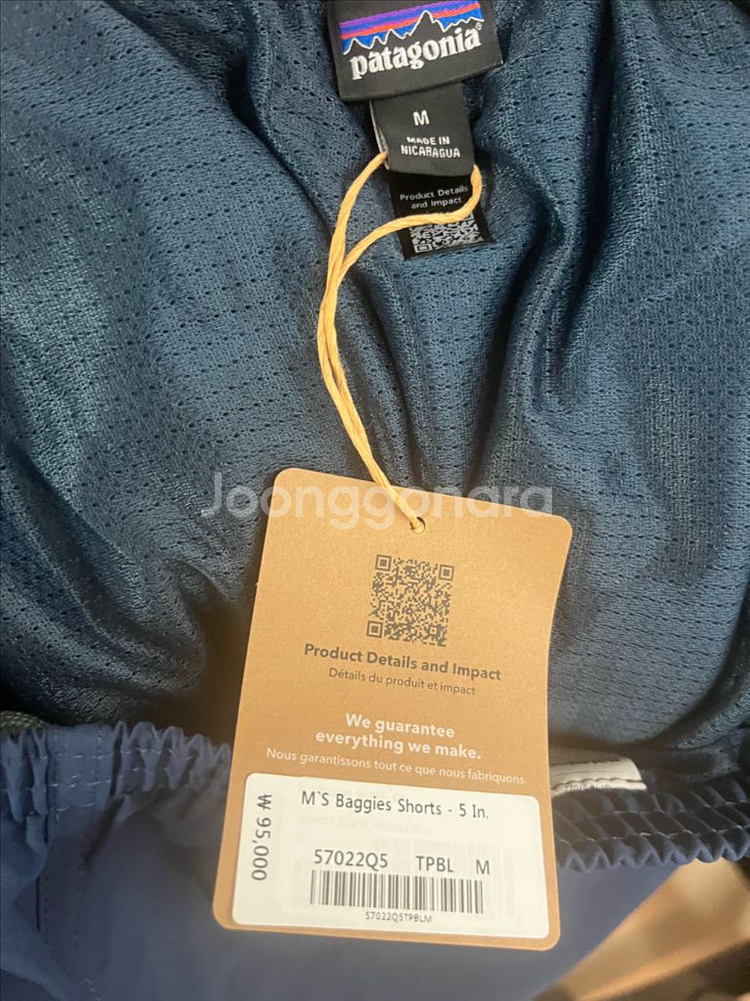 patagonia®
M
MADE IN
NICARAGUA
Product Details
and Impact
Joonggonara
Product Details and Impact
Détails du produit et impact
We guarantee
everything we make.
Nous garantissons tout ce que nous fabriquons.
₩ 95,000
M`S Baggies Shorts - 5 In.
57022Q5 TPBL M
57022Q5TPBLM